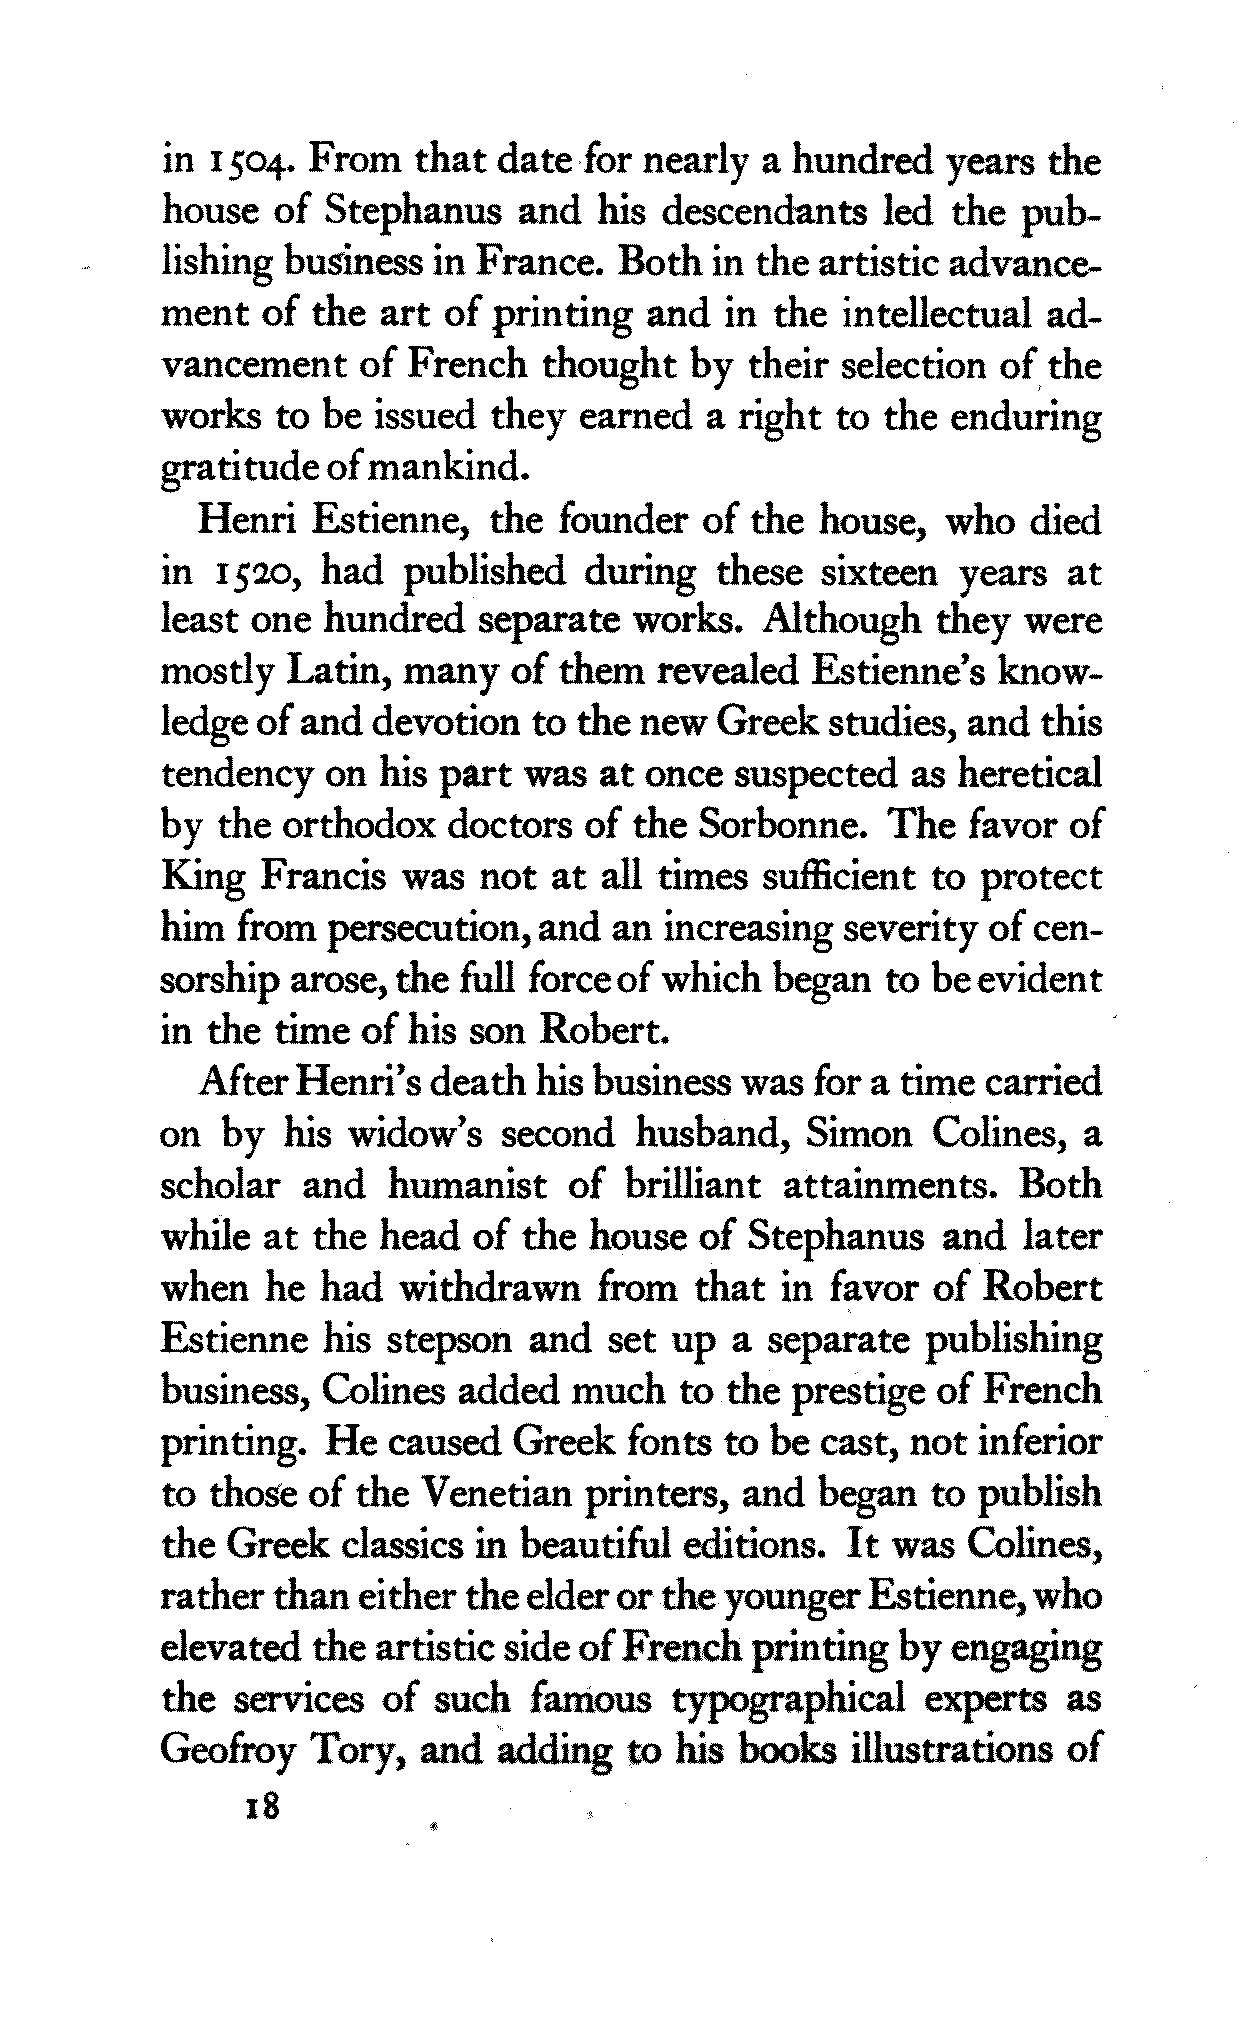 in 1504. From that date for nearly a hundred years the
house of Stephanus and his descendants led the pub-
lishing business in France. Both in the artistic advance-
ment of the art of printing and in the intellectual ad-
vancement of French thought by their selection of the
works to be issued they earned a right to the enduring
gratitude of mankind.
Henri Estienne, the founder of the house, who died
in 1520, had published during these sixteen years at
least one hundred separate works. Although they were
mostly Latin, many of them revealed Estienne's know-
ledge of and devotion to the new Greek studies, and this
tendency on his part was at once suspected as heretical
by the orthodox doctors of the Sorbonne. The favor of
King Francis was not at all times sufficient to protect
him from persecution, and an increasing severity of cen-
sorship arose, the full force of which began to be evident
in the time of his son Robert.
After Henri's death his business was for a time carried
on by his widow's second husband, Simon Colines, a
scholar and humanist of brilliant attainments. Both
while at the head of the house of Stephanus and later
when he had withdrawn from that in favor of Robert
Estienne his stepson and set up a separate publishing
business, Colines added much to the prestige of French
printing. He caused Greek fonts to be cast, not inferior
to those of the Venetian printers, and began to publish
the Greek classics in beautiful editions. It was Colines,
rather than either the elder or the younger Estienne, who
elevated the artistic side of French printing by engaging
the services of such famous typographical experts as
Geofroy Tory, and adding to his books illustrations of
18